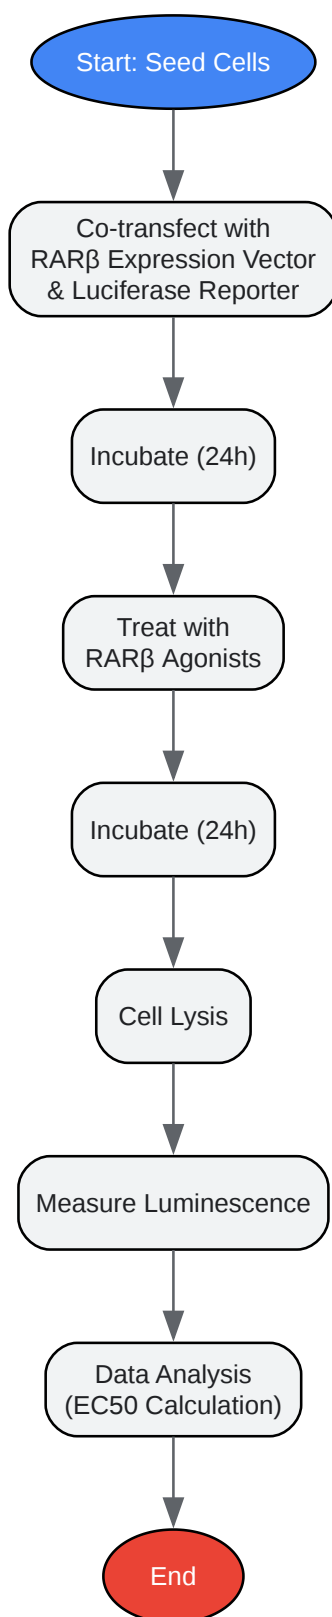 Start: Seed Cells
Co-transfect with
RARβ Expression Vector
& Luciferase Reporter
Incubate (24h)
Treat with
RARβ Agonists
Incubate (24h)
Cell Lysis
Measure Luminescence
Data Analysis
(EC50 Calculation)
End